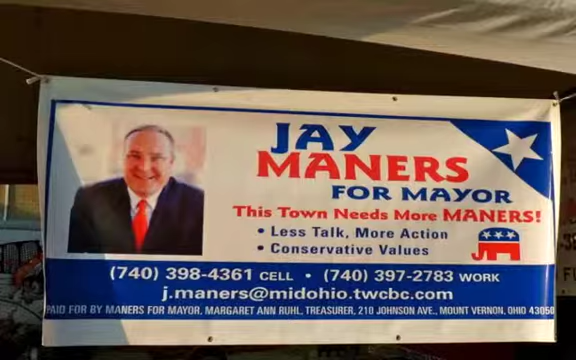 JAY
MANERS
FOR MAYOR
This Town Needs More MANERS!
• Less Talk, More Action
• Conservative Values
(740) 398-4361 CELL • (740) 397-2783 WORK
j.maners@midohio.twcbc.com
PAID FOR BY MANERS FOR MAYOR, MARGARET ANN RUHL, TREASURER, 210 JOHNSON AVE., MOUNT VERNON, OHIO 43050